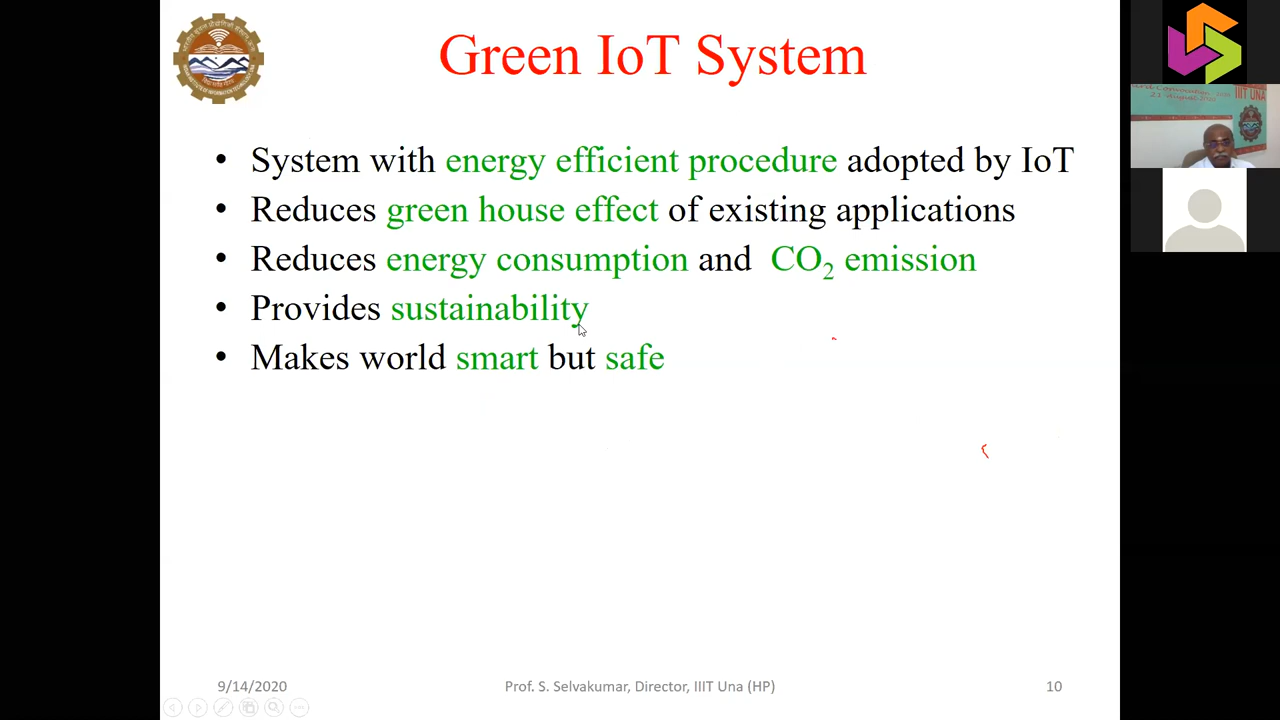 Green IoT System
• System with energy efficient procedure adopted by IoT
• Reduces green house effect of existing applications
• Reduces energy consumption and CO₂ emission
• Provides sustainability
• Makes world smart but safe
9/14/2020
Prof. S. Selvakumar, Director, IIIT Una (HP)
10
IIIT UNA